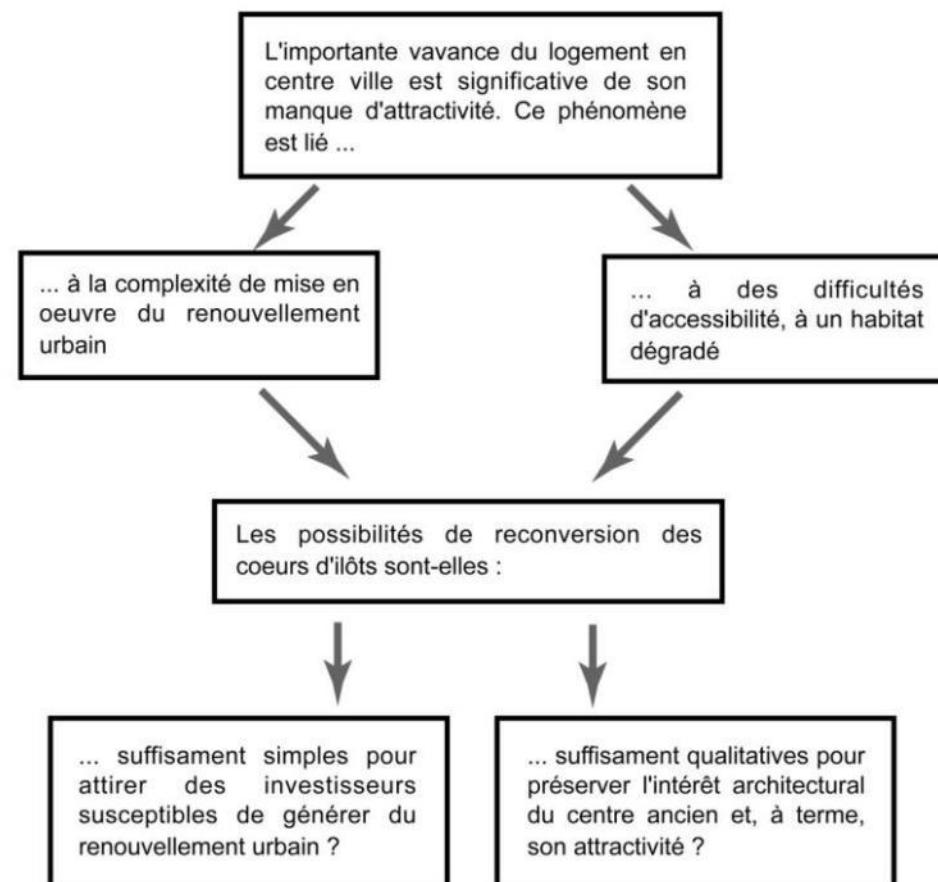 L'importante vavance du logement en
centre ville est significative de son
manque d'attractivité. Ce phénomène
est lié ...
... à la complexité de mise en
oeuvre du renouvellement
urbain
... à des difficultés
d'accessibilité, à un habitat
dégradé
Les possibilités de reconversion des
coeurs d'ilôts sont-elles :
... suffisament simples pour
attirer des investisseurs
susceptibles de générer du
renouvellement urbain ?
... suffisament qualitatives pour
préserver l'intérêt architectural
du centre ancien et, à terme,
son attractivité ?